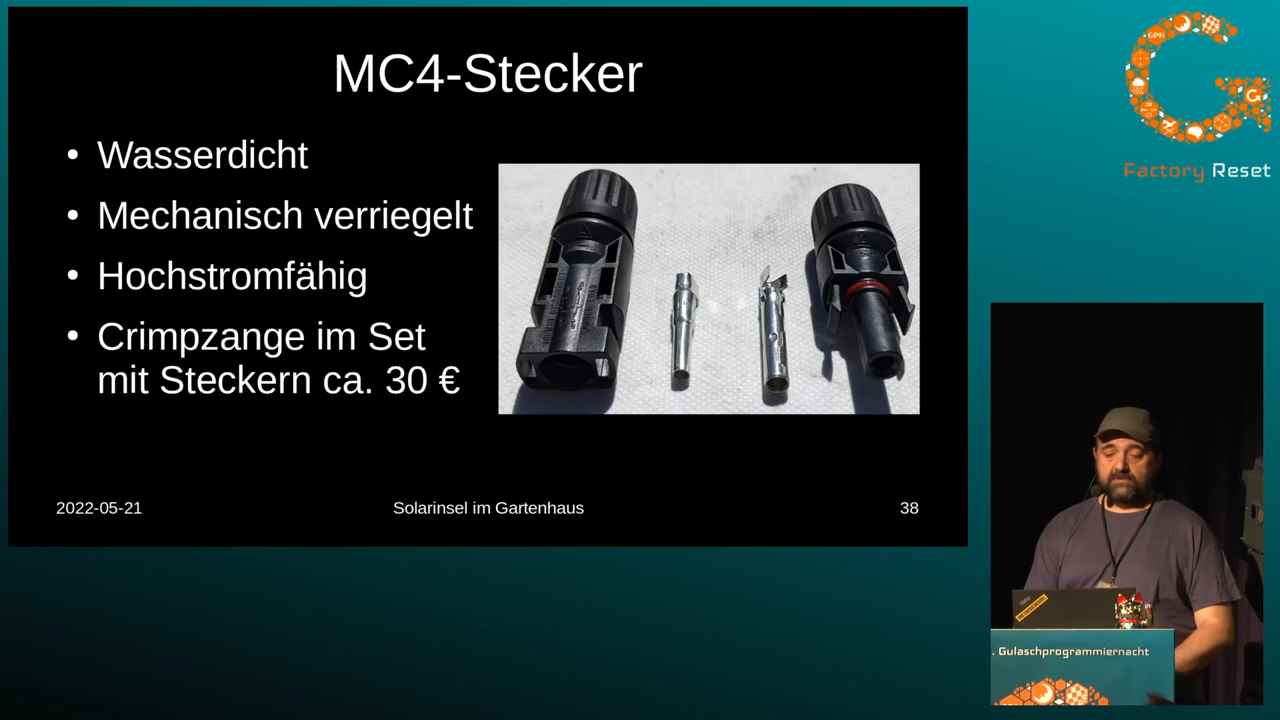 MC4-Stecker
• Wasserdicht
• Mechanisch verriegelt
• Hochstromfähig
• Crimpzange im Set
mit Steckern ca. 30 €
2022-05-21
Solarinsel im Gartenhaus
38
GPN
Factory Reset
. Gulaschprogrammiernacht